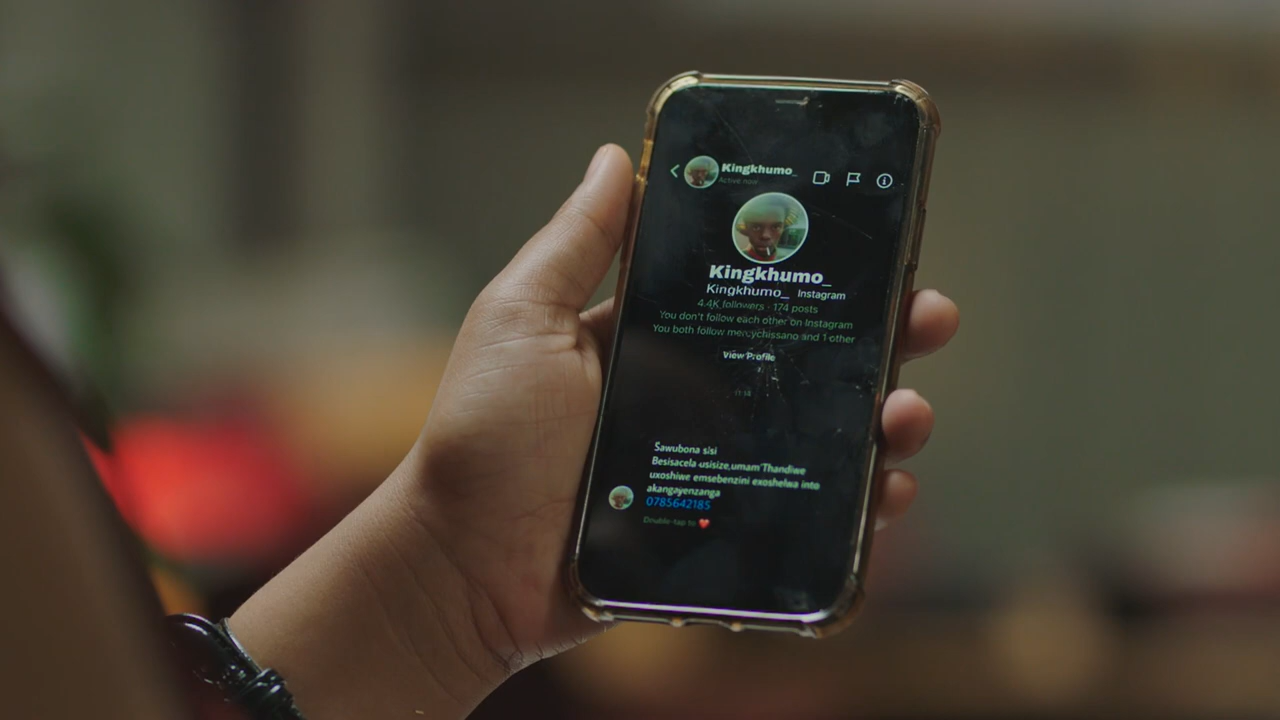 Kingkhumo_
Active now
Kingkhumo_
Kingkhumo_ Instagram
4.4K followers · 174 posts
You don't follow each other on Instagram
You both follow mercychissano and 1 other
View Profile
Sawubona sisi
Besisacela usisize,umam'Thandiwe
uxoshiwe emsebenzini exoshelwa into
akangayenzanga
0785642185
Double-tap to ❤️